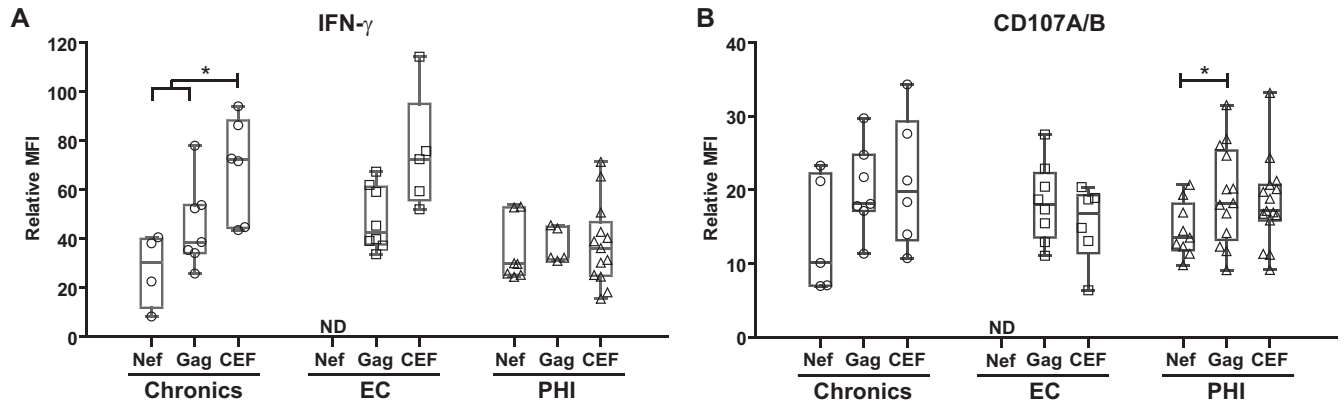 A
IFN-γ
B
CD107A/B
Relative MFI
120
100
80
60
40
20
0
*
ND
Nef Gag CEF
Nef Gag CEF
Nef Gag CEF
Chronics
EC
PHI
Relative MFI
40
30
20
10
0
*
ND
Nef Gag CEF
Nef Gag CEF
Nef Gag CEF
Chronics
EC
PHI